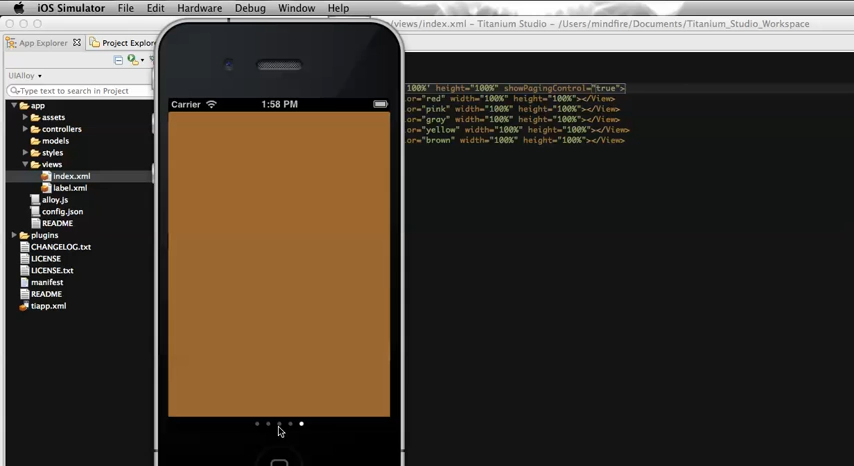 iOS Simulator File Edit Hardware Debug Window Help
/views/index.xml - Titanium Studio - /Users/mindfire/Documents/Titanium_Studio_Workspace
App Explorer Project Explor
UIAlloy
Type text to search in Project
app
assets
controllers
models
styles
views
index.xml
label.xml
alloy.js
config.json
README
plugins
CHANGELOG.txt
LICENSE
LICENSE.txt
manifest
README
tiapp.xml
Carrier 1:58 PM
100%' height="100%" showPagingControl="true">
or="red" width="100%" height="100%"></View>
or="pink" width="100%" height="100%"></View>
or="gray" width="100%" height="100%"></View>
or="yellow" width="100%" height="100%"></View>
or="brown" width="100%" height="100%"></View>